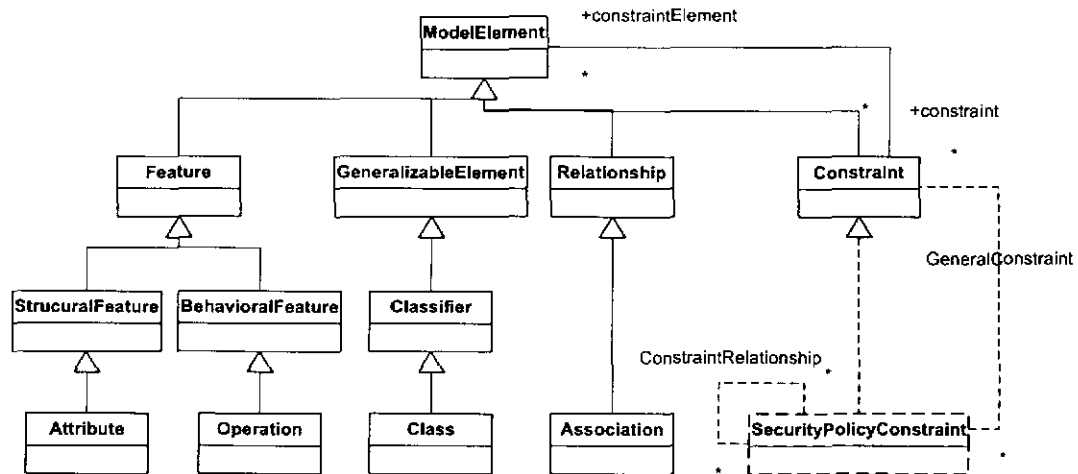 +constraintElement
ModelElement
*
*
+constraint
*
Feature
GeneralizableElement
Relationship
Constraint
GeneralConstraint
StrucuralFeature
BehavioralFeature
Classifier
ConstraintRelationship
*
Attribute
Operation
Class
Association
SecurityPolicyConstraint
*
*